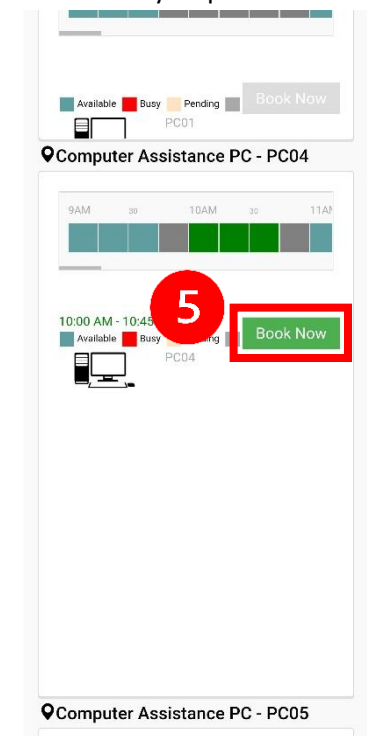 Available Busy Pending Book Now
PC01
Computer Assistance PC - PC04
9AM 30 10AM 30 11AM
10:00 AM - 10:45
5
Book Now
Available Busy
PC04
Computer Assistance PC - PC05